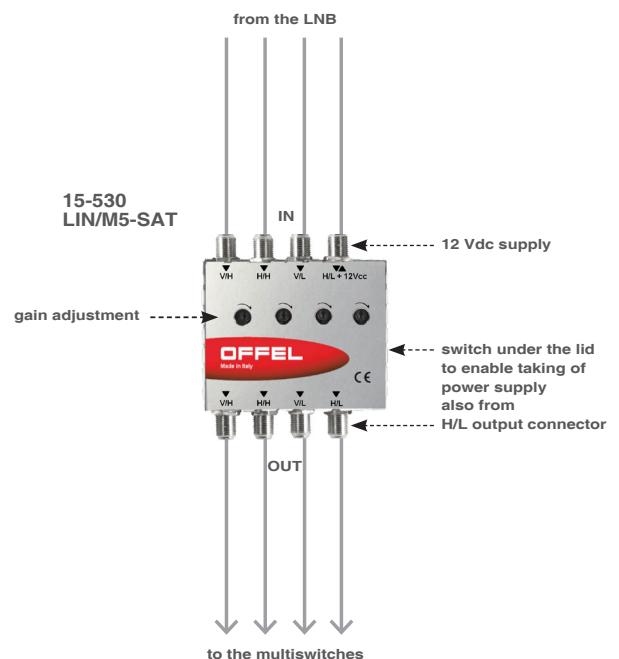 from the LNB
15-530
LIN/M5-SAT
IN
12 Vdc supply
V/H H/H V/L H/L + 12Vcc
gain adjustment
OFFEL
Made in Italy
CE
switch under the lid
to enable taking of
power supply
also from
H/L output connector
V/H H/H V/L H/L
OUT
to the multiswitches